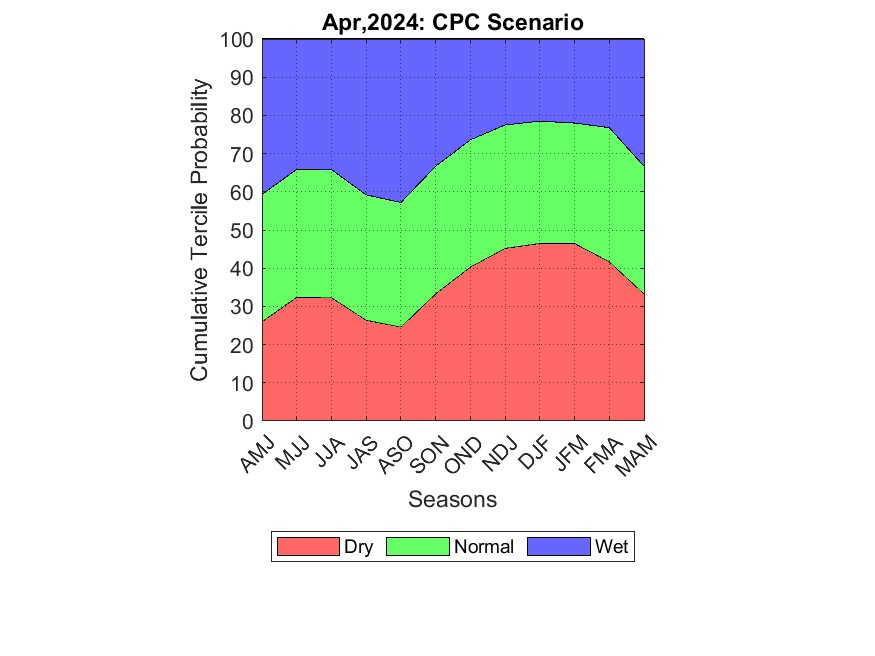 Apr,2024: CPC Scenario
Cumulative Tercile Probability
100
90
80
70
60
50
40
30
20
10
0
AMJ MJJ JJA JAS ASO SON OND NDJ DJF JFM FMA MAM
Seasons
Dry Normal Wet